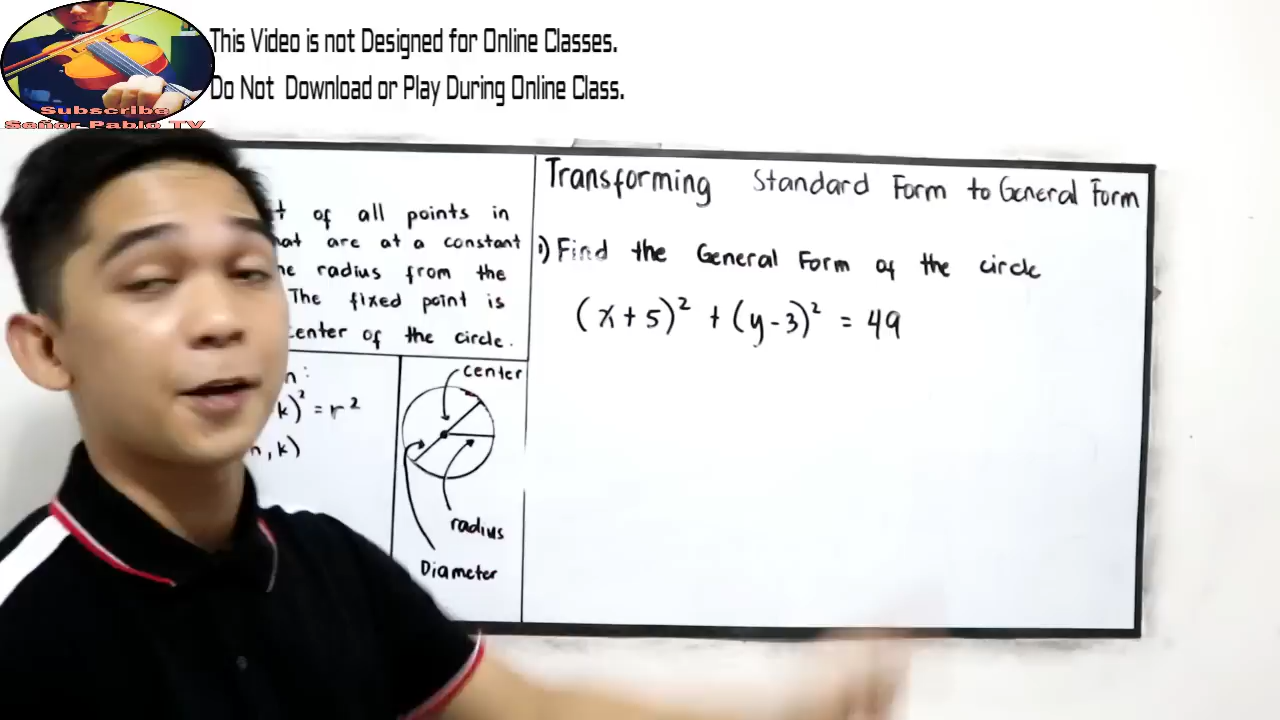 This Video is not Designed for Online Classes.
Do Not Download or Play During Online Class.
Subscribe
Señor Pablo TV
of all points in
are at a constant
radius from the
The fixed point is
center of the circle.
k)² = r²
, k)
center
radius
Diameter
Transforming Standard Form to General Form
1) Find the General Form of the circle
(x+5)² + (y-3)² = 49